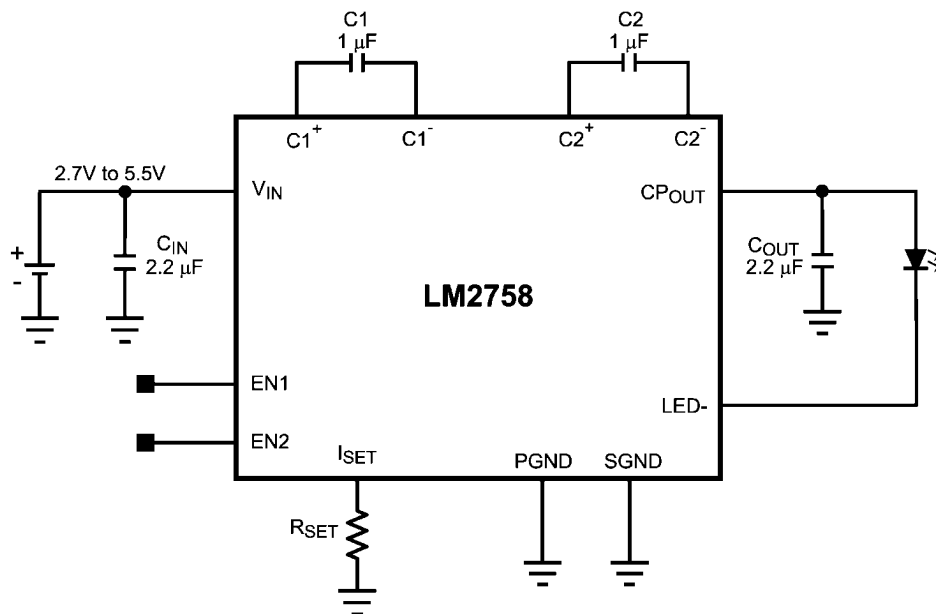 C1
1 µF
C2
1 µF
C1+
C1-
C2+
C2-
2.7V to 5.5V
VIN
CPOUT
+
-
CIN
2.2 µF
COUT
2.2 µF
LM2758
EN1
LED-
EN2
ISET
PGND
SGND
RSET